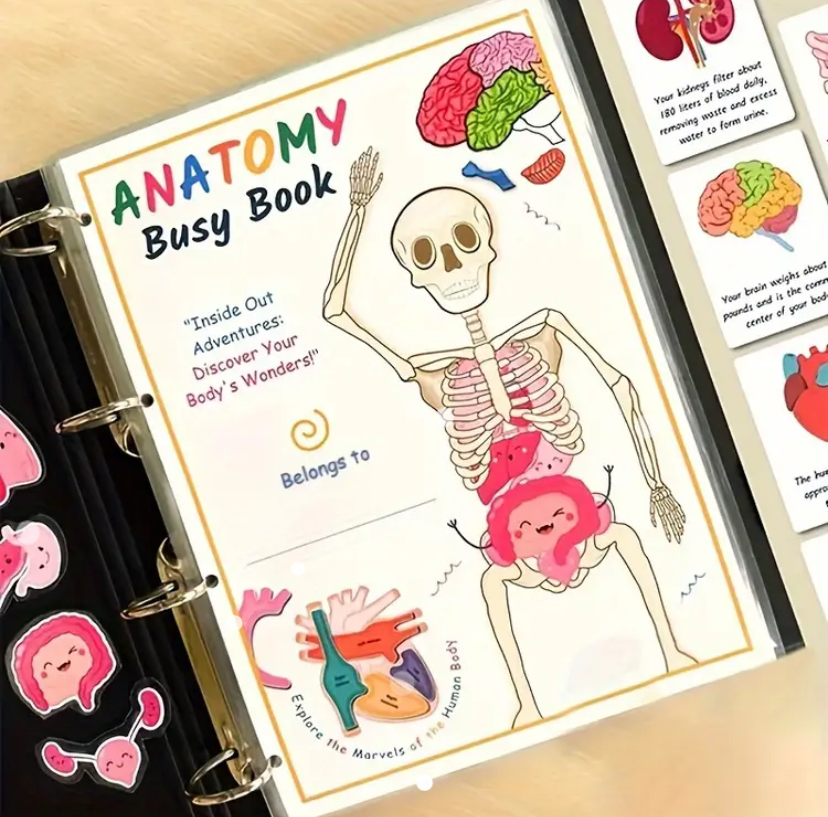 ANATOMY
Busy Book
"Inside Out
Adventures:
Discover Your
Body's Wonders!"
Belongs to
Explore the Marvels of the Human Body
Your kidneys filter about
180 liters of blood daily,
removing waste and excess
water to form urine.
Your brain weighs about
pounds and is the comm
center of your bod
The hu
appro